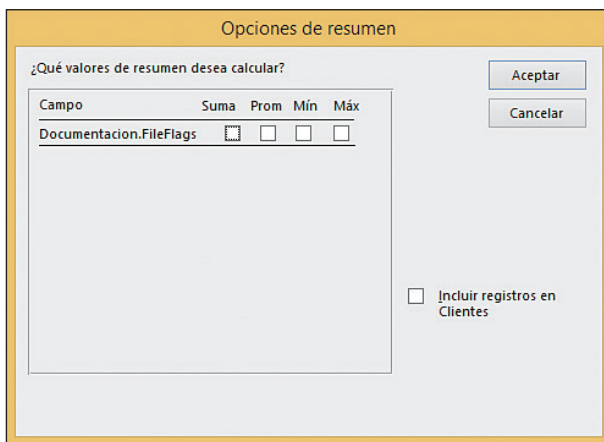 Opciones de resumen
¿Qué valores de resumen desea calcular?
Aceptar
Cancelar
Campo Suma Prom Mín Máx
Documentacion.FileFlags
Incluir registros en
Clientes